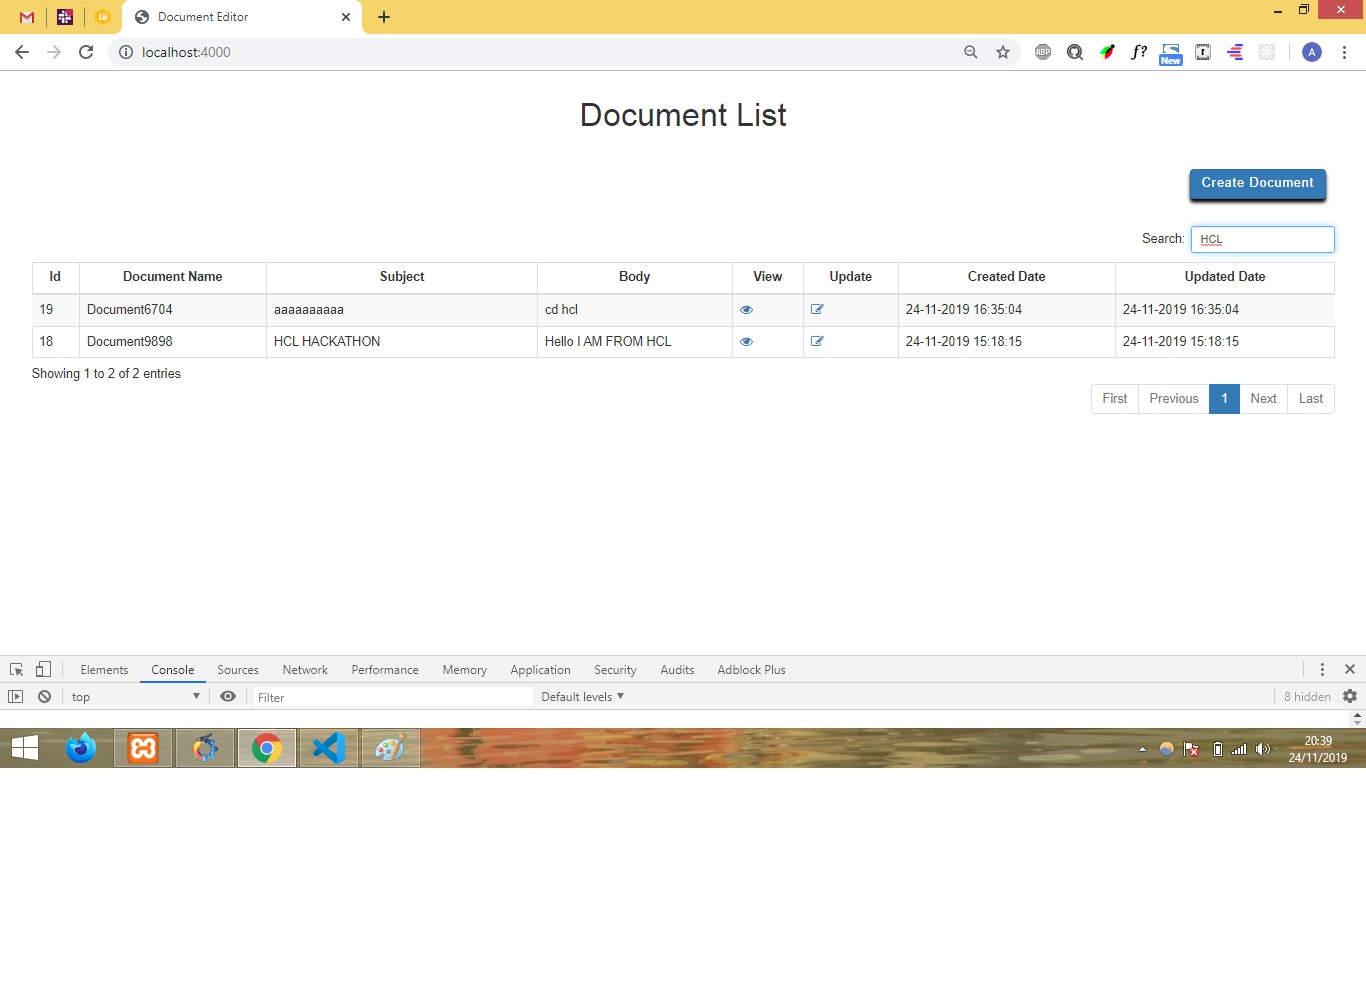 Document Editor
localhost:4000
ABP
f?
New
A
Document List
Create Document
Search: HCL
Id Document Name Subject Body View Update Created Date Updated Date
19 Document6704 aaaaaaaaaa cd hcl 24-11-2019 16:35:04 24-11-2019 16:35:04
18 Document9898 HCL HACKATHON Hello I AM FROM HCL 24-11-2019 15:18:15 24-11-2019 15:18:15
Showing 1 to 2 of 2 entries
First Previous 1 Next Last
Elements Console Sources Network Performance Memory Application Security Audits Adblock Plus
top Filter Default levels 8 hidden
20:39
24/11/2019